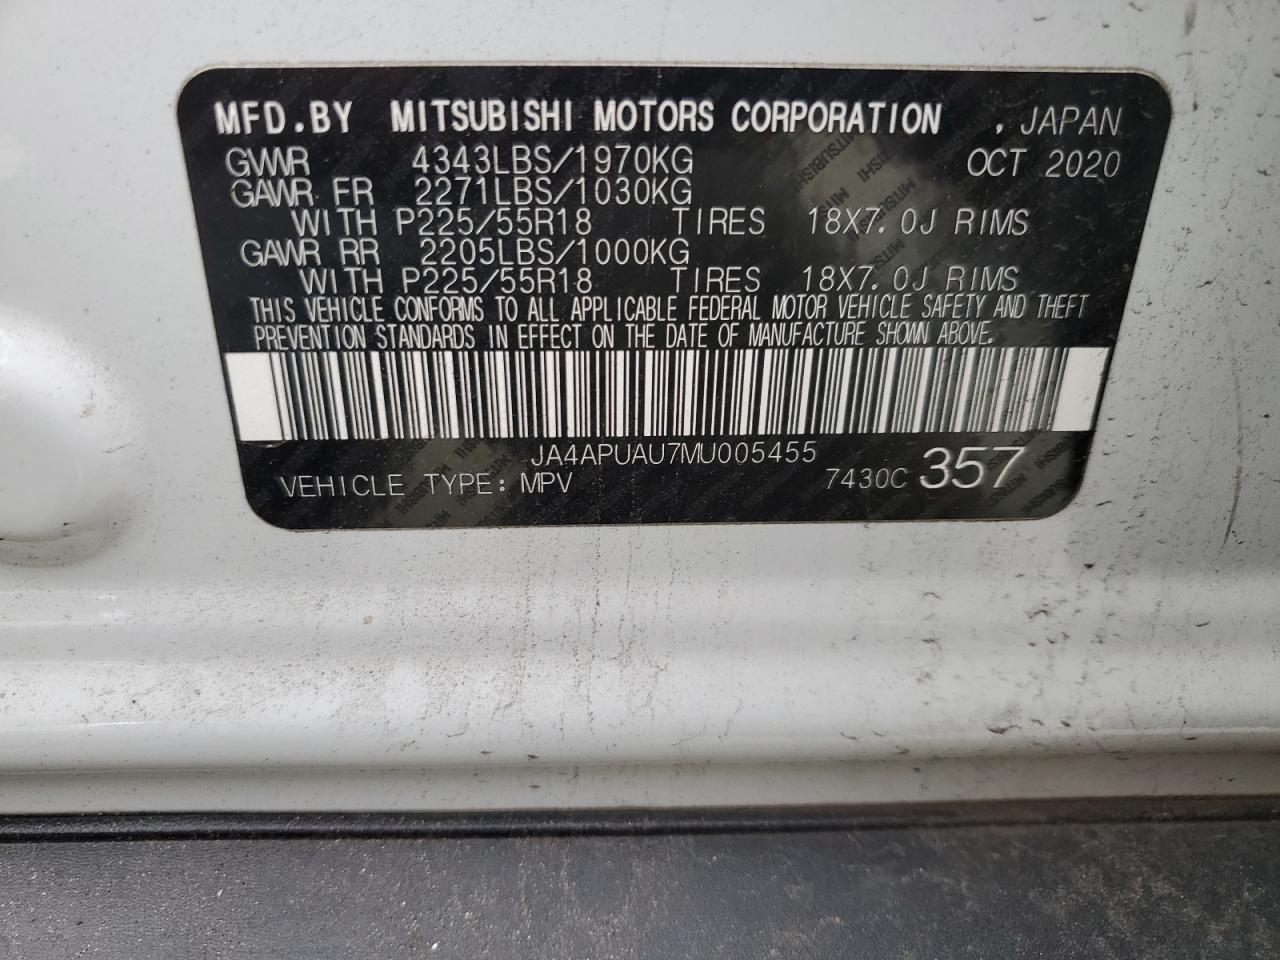 MFD.BY MITSUBISHI MOTORS CORPORATION , JAPAN
GVWR 4343LBS/1970KG OCT 2020
GAWR FR 2271LBS/1030KG
WITH P225/55R18 TIRES 18X7.0J RIMS
GAWR RR 2205LBS/1000KG
WITH P225/55R18 TIRES 18X7.0J RIMS
THIS VEHICLE CONFORMS TO ALL APPLICABLE FEDERAL MOTOR VEHICLE SAFETY AND THEFT
PREVENTION STANDARDS IN EFFECT ON THE DATE OF MANUFACTURE SHOWN ABOVE.
JA4APUAU7MU005455
VEHICLE TYPE: MPV 7430C 357